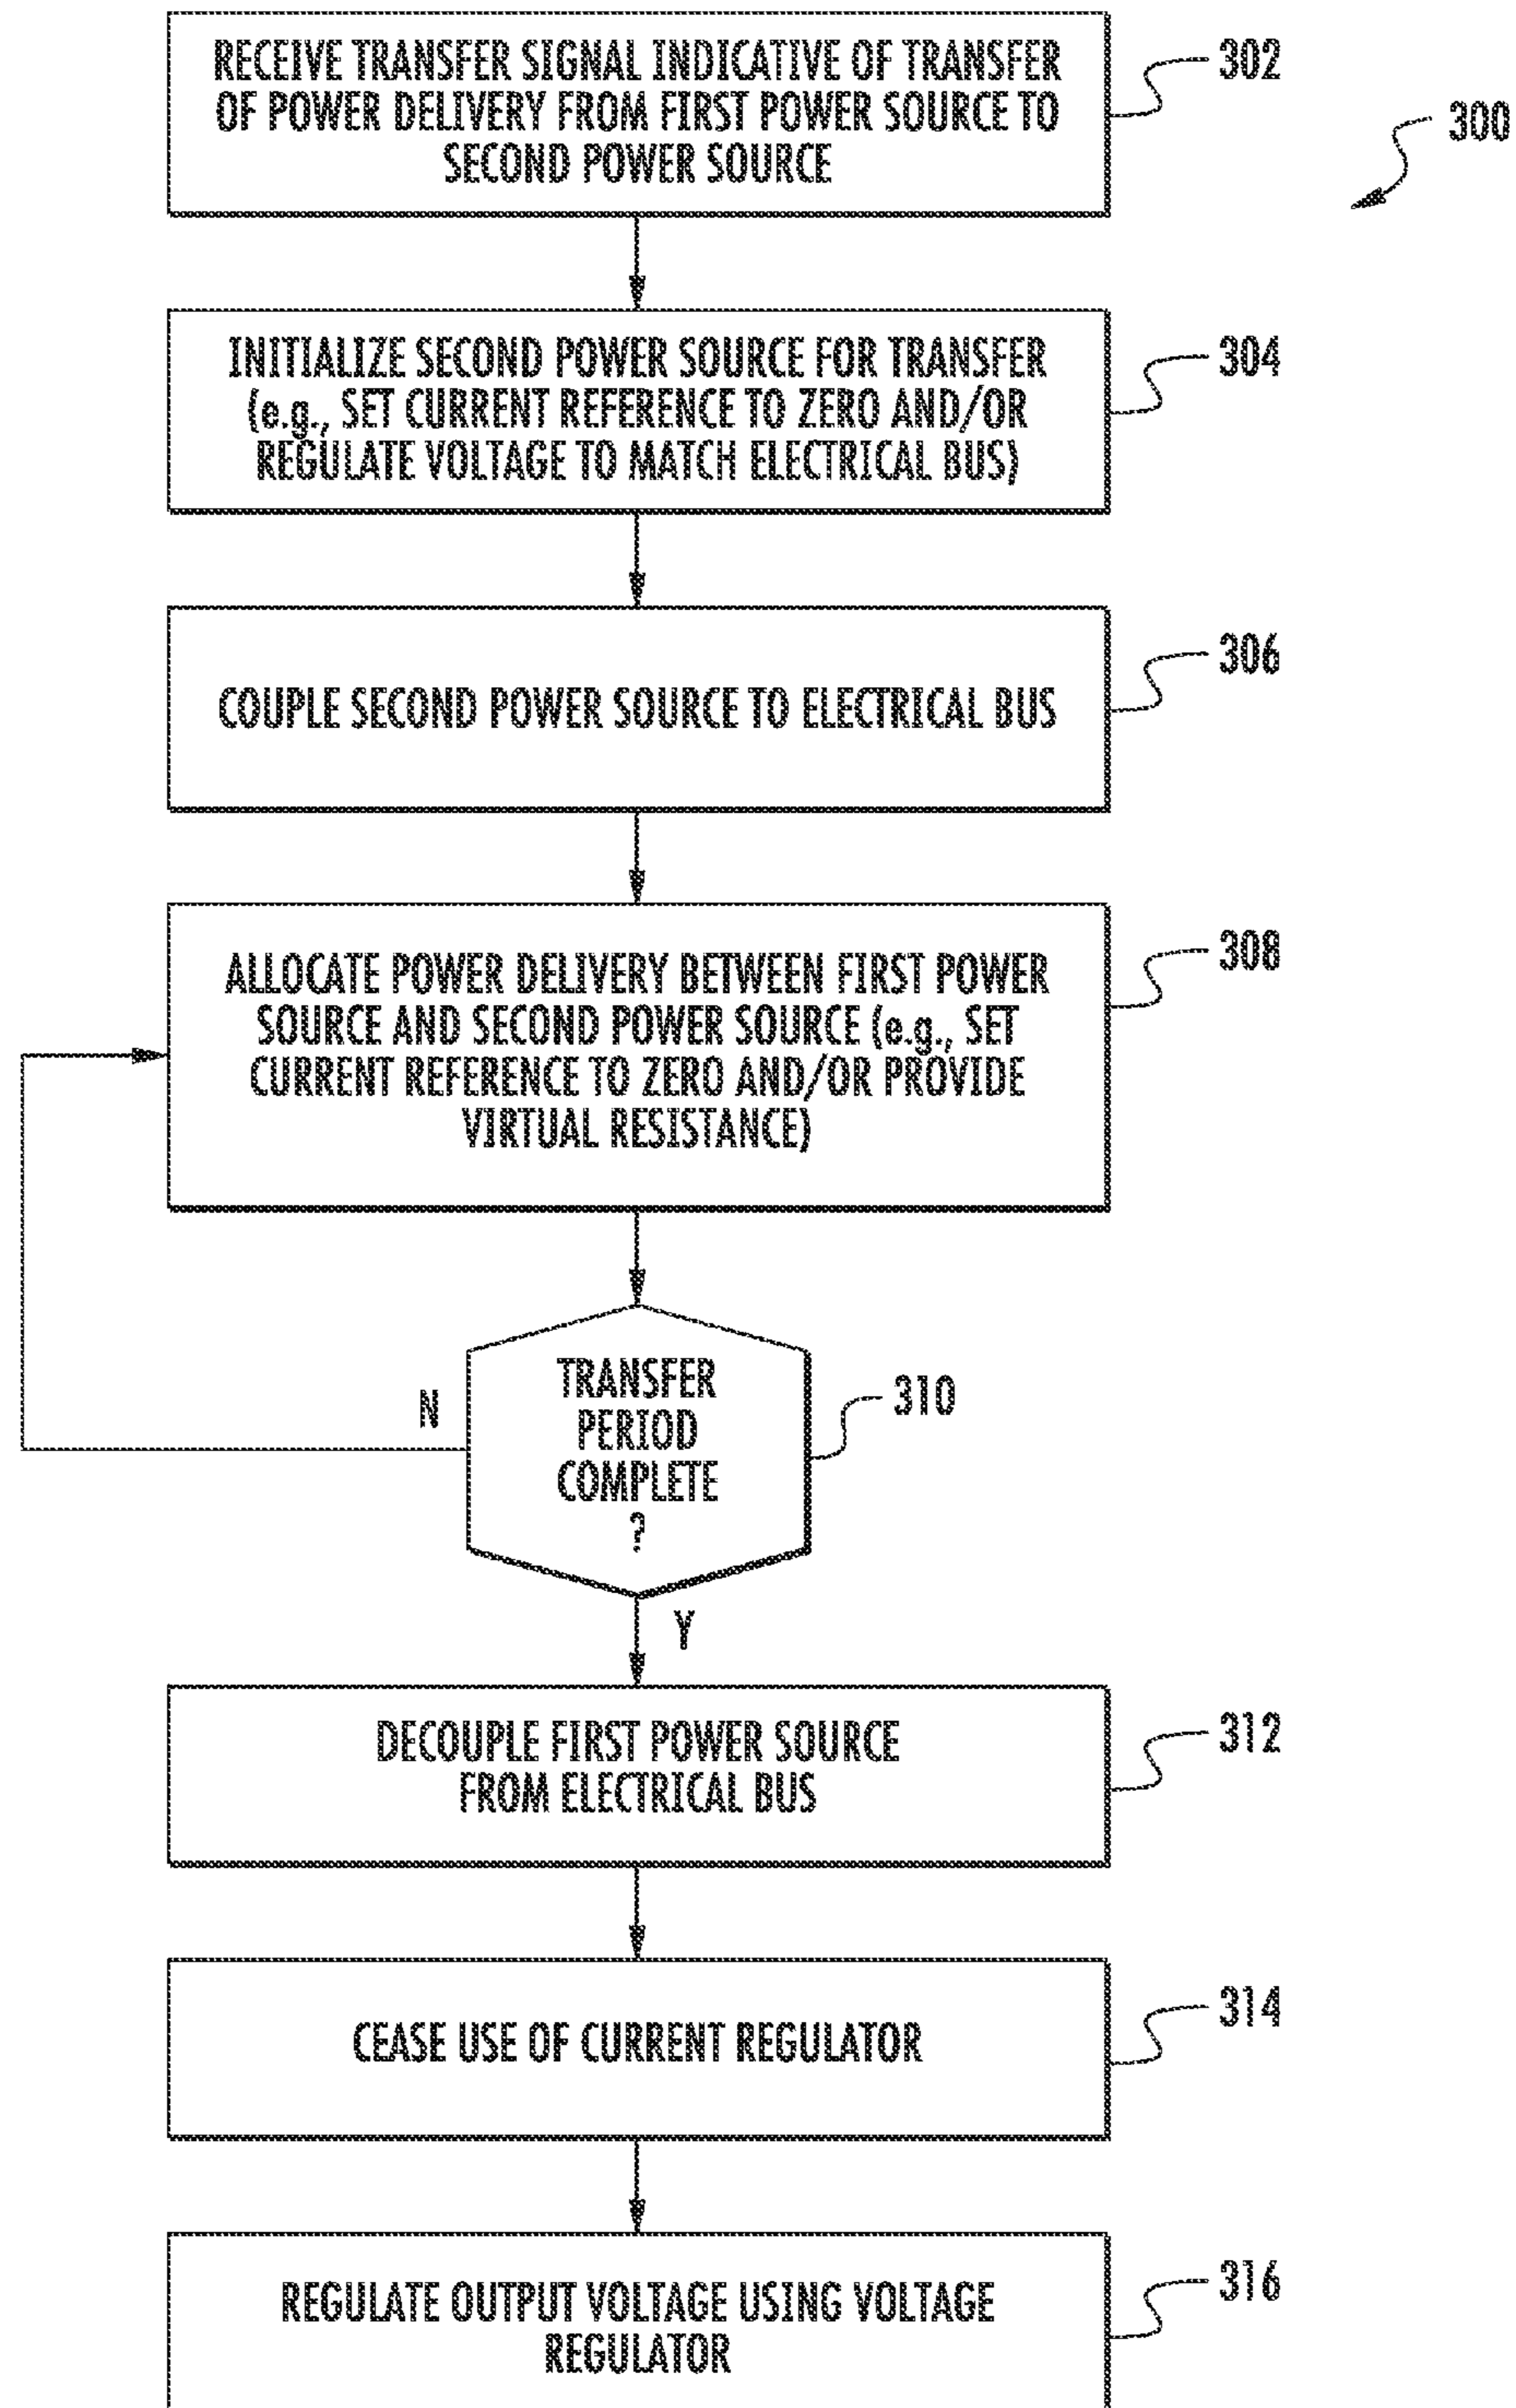 RECEIVE TRANSFER SIGNAL INDICATIVE OF TRANSFER
OF POWER DELIVERY FROM FIRST POWER SOURCE TO
SECOND POWER SOURCE
302
300
INITIALIZE SECOND POWER SOURCE FOR TRANSFER
(e.g., SET CURRENT REFERENCE TO ZERO AND/OR
REGULATE VOLTAGE TO MATCH ELECTRICAL BUS)
304
COUPLE SECOND POWER SOURCE TO ELECTRICAL BUS
306
ALLOCATE POWER DELIVERY BETWEEN FIRST POWER
SOURCE AND SECOND POWER SOURCE (e.g., SET
CURRENT REFERENCE TO ZERO AND/OR PROVIDE
VIRTUAL RESISTANCE)
308
TRANSFER
PERIOD
COMPLETE
?
310
N
Y
DECOUPLE FIRST POWER SOURCE
FROM ELECTRICAL BUS
312
CEASE USE OF CURRENT REGULATOR
314
REGULATE OUTPUT VOLTAGE USING VOLTAGE
REGULATOR
316